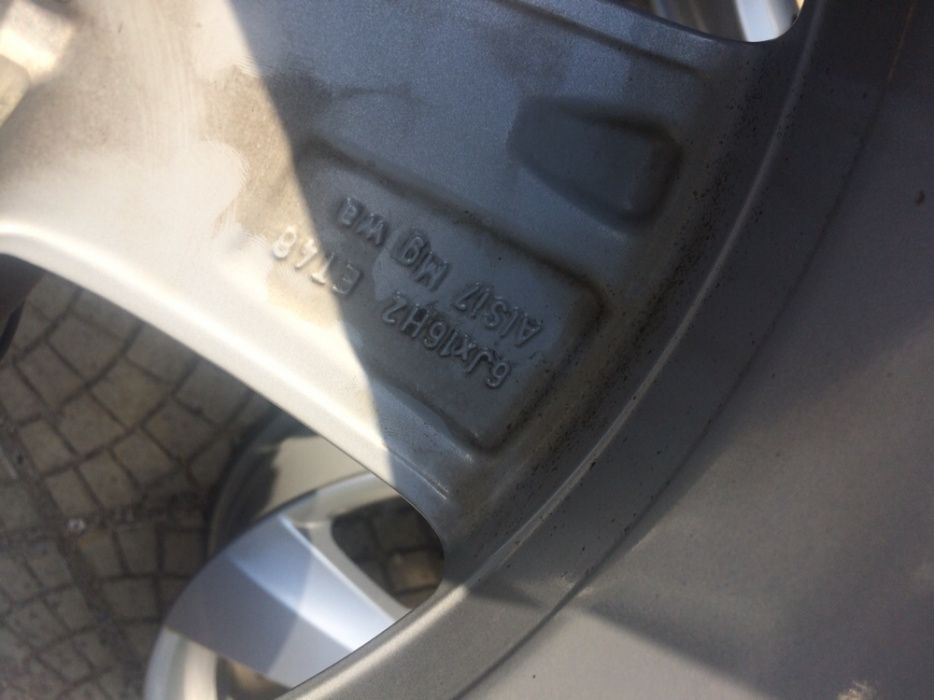 6Jx16H2 ET48
AlSi7 Mg wa